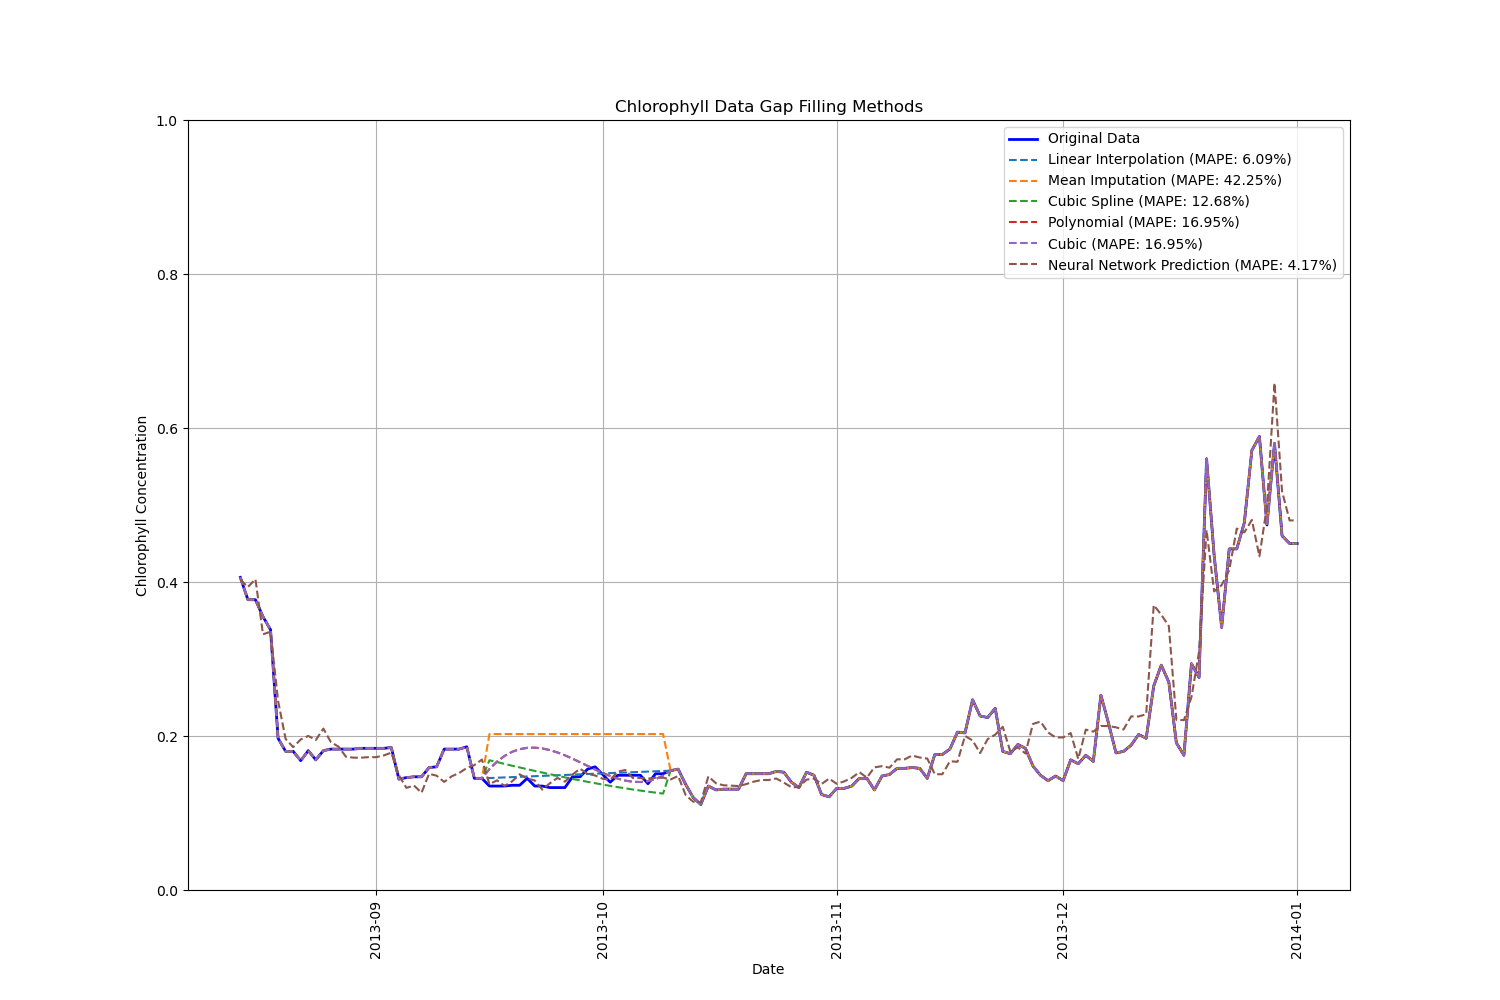 Chlorophyll Data Gap Filling Methods
1.0
0.8
0.6
0.4
0.2
0.0
Chlorophyll Concentration
Original Data
Linear Interpolation (MAPE: 6.09%)
Mean Imputation (MAPE: 42.25%)
Cubic Spline (MAPE: 12.68%)
Polynomial (MAPE: 16.95%)
Cubic (MAPE: 16.95%)
Neural Network Prediction (MAPE: 4.17%)
2013-09
2013-10
2013-11
2013-12
2014-01
Date